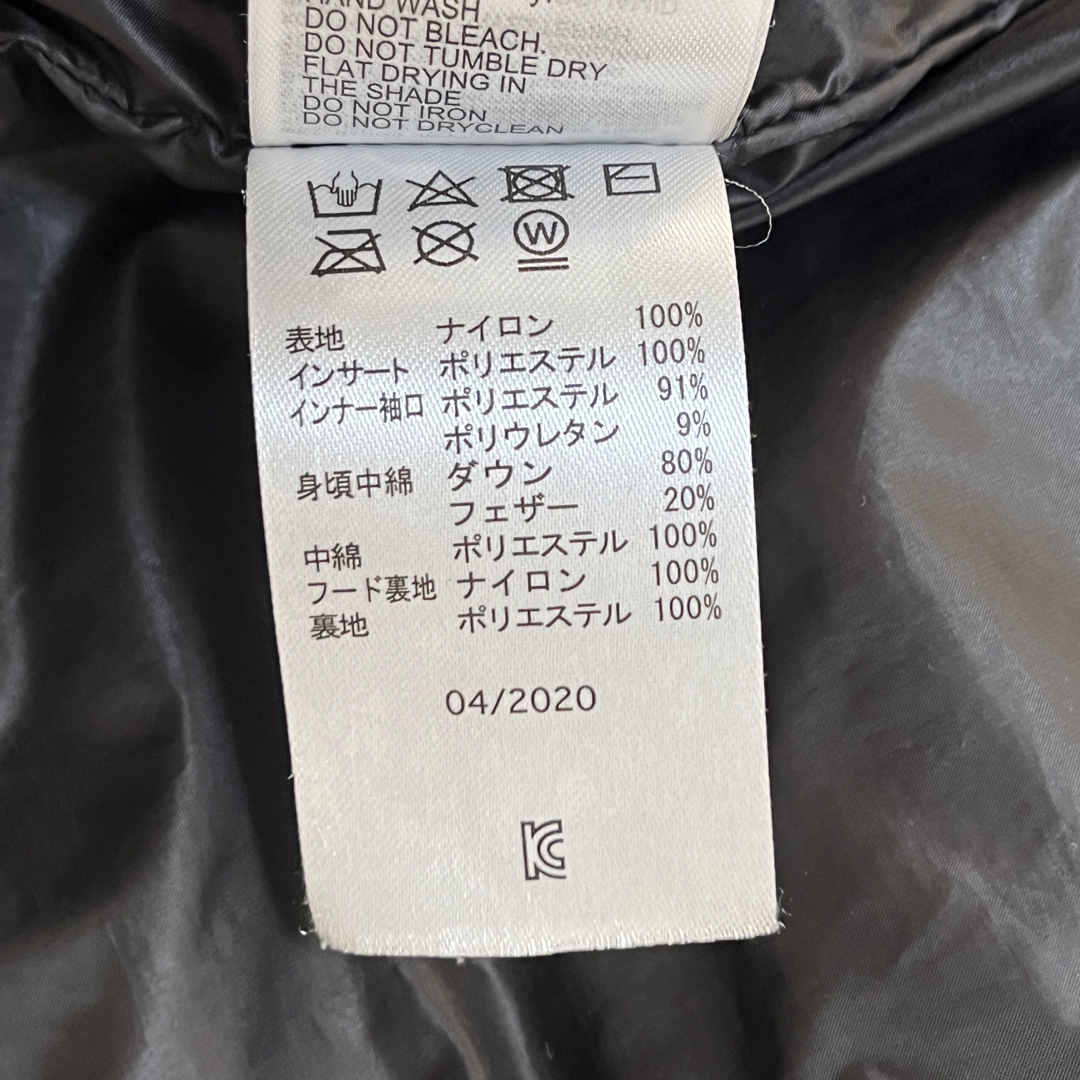 HAND WASH
DO NOT BLEACH.
DO NOT TUMBLE DRY
FLAT DRYING IN
THE SHADE
DO NOT IRON
DO NOT DRYCLEAN
W
表地 ナイロン 100%
インサート ポリエステル 100%
インナー袖口 ポリエステル 91%
ポリウレタン 9%
身頃中綿 ダウン 80%
フェザー 20%
中綿 ポリエステル 100%
フード裏地 ナイロン 100%
裏地 ポリエステル 100%
04/2020
KC